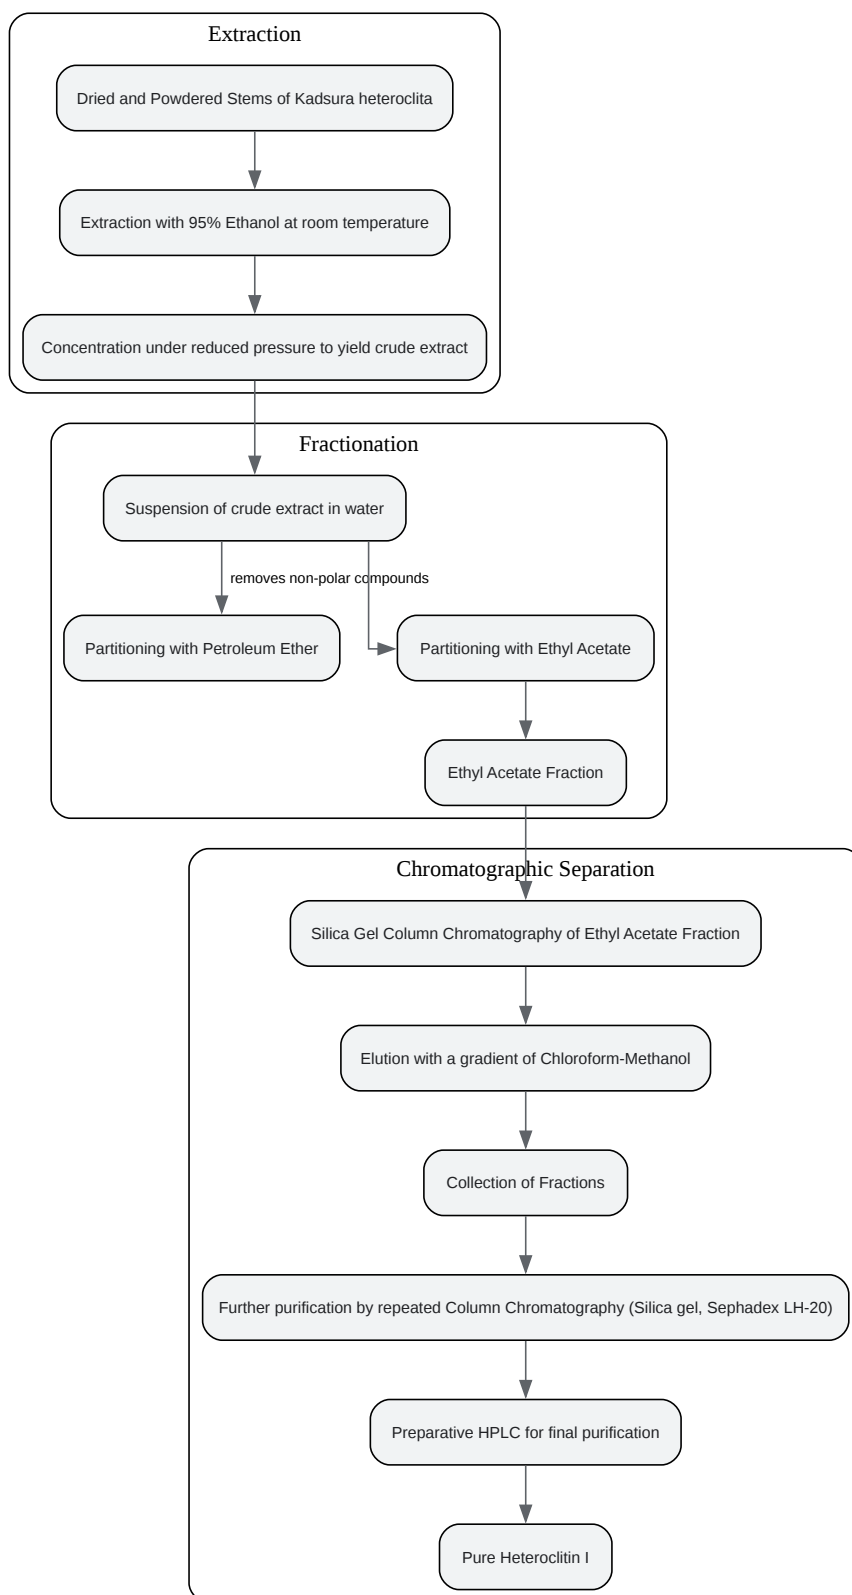 Extraction
Dried and Powdered Stems of Kadsura heteroclita
Extraction with 95% Ethanol at room temperature
Concentration under reduced pressure to yield crude extract
Fractionation
Suspension of crude extract in water
removes non-polar compounds
Partitioning with Petroleum Ether
Partitioning with Ethyl Acetate
Ethyl Acetate Fraction
Chromatographic Separation
Silica Gel Column Chromatography of Ethyl Acetate Fraction
Elution with a gradient of Chloroform-Methanol
Collection of Fractions
Further purification by repeated Column Chromatography (Silica gel, Sephadex LH-20)
Preparative HPLC for final purification
Pure Heteroclitin I